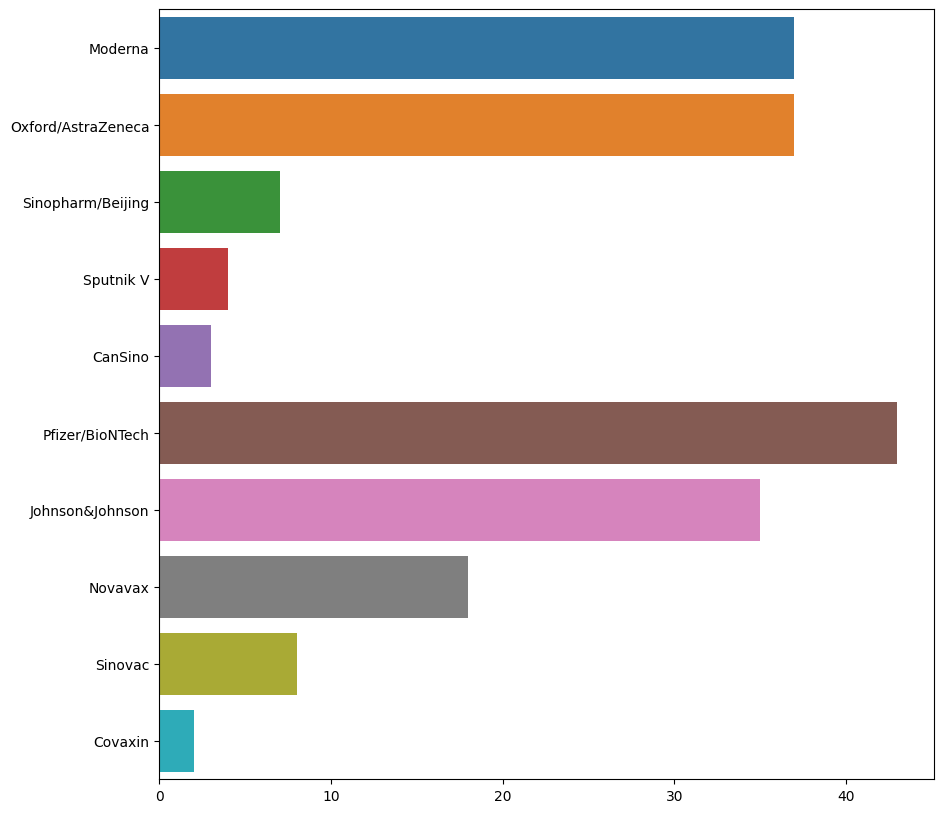 Moderna
Oxford/AstraZeneca
Sinopharm/Beijing
Sputnik V
CanSino
Pfizer/BioNTech
Johnson&Johnson
Novavax
Sinovac
Covaxin
0 10 20 30 40